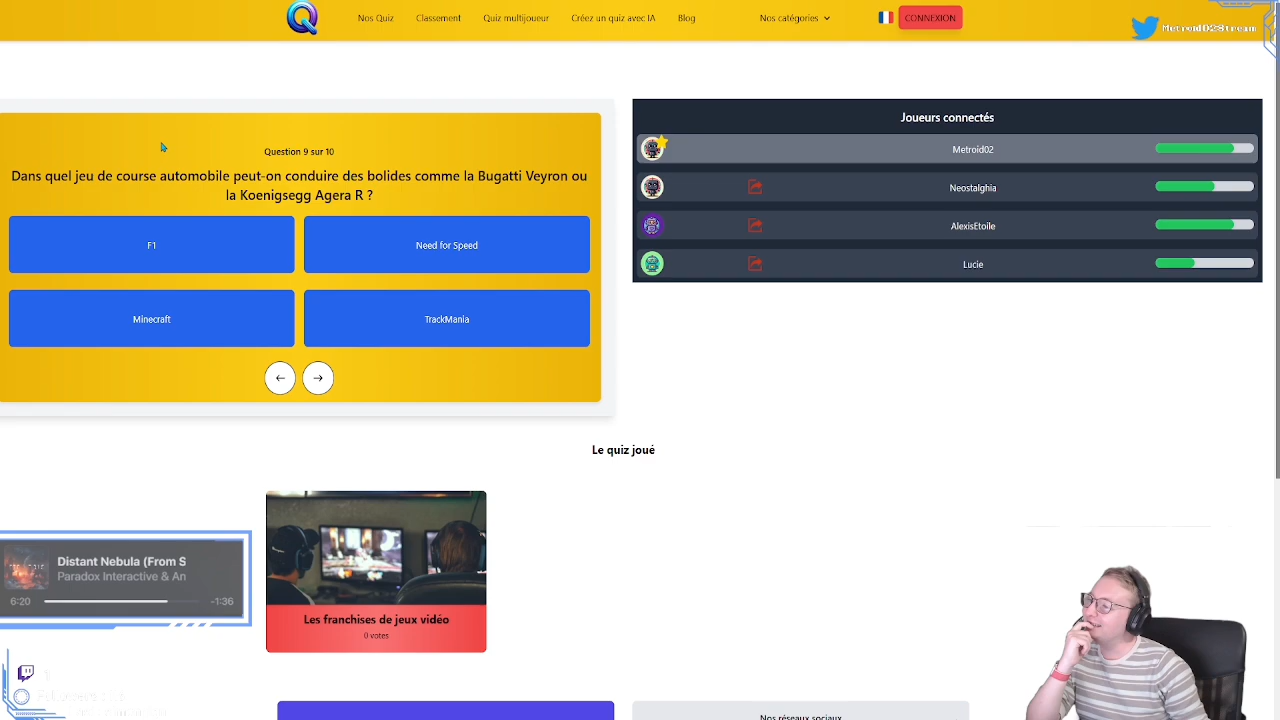 Nos Quiz
Classement
Quiz multijoueur
Créez un quiz avec IA
Blog
Nos catégories
CONNEXION
Metroid02Stream
Question 9 sur 10
Dans quel jeu de course automobile peut-on conduire des bolides comme la Bugatti Veyron ou
la Koenigsegg Agera R ?
F1
Need for Speed
Minecraft
TrackMania
Joueurs connectés
Metroid02
Neostalghia
AlexisEtoile
Lucie
Le quiz joué
Les franchises de jeux vidéo
0 votes
Distant Nebula (From S
Paradox Interactive & An
6:20
-1:36
Nos réseaux sociaux